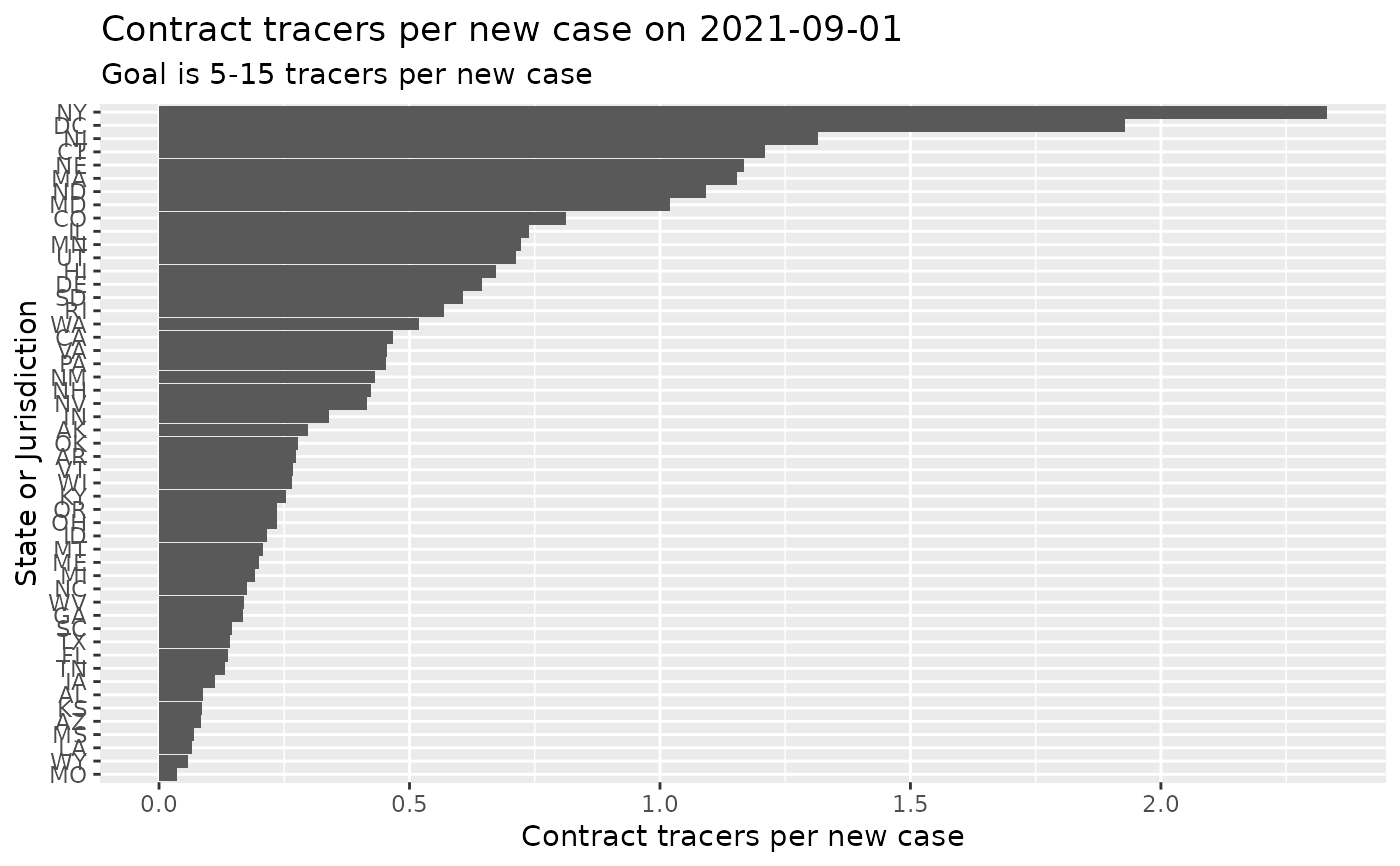 Contract tracers per new case on 2021-09-01
Goal is 5-15 tracers per new case
State or Jurisdiction
NY
DC
NJ
CT
NE
MA
ND
MD
CO
IL
MN
UT
HI
DE
SD
RI
WA
CA
VA
PA
NM
NH
NV
IN
AK
OK
AR
VT
WI
KY
OR
OH
ID
MT
ME
MI
NC
WV
GA
SC
TX
FL
TN
IA
AL
KS
AZ
MS
LA
WY
MO
0.0 0.5 1.0 1.5 2.0
Contract tracers per new case